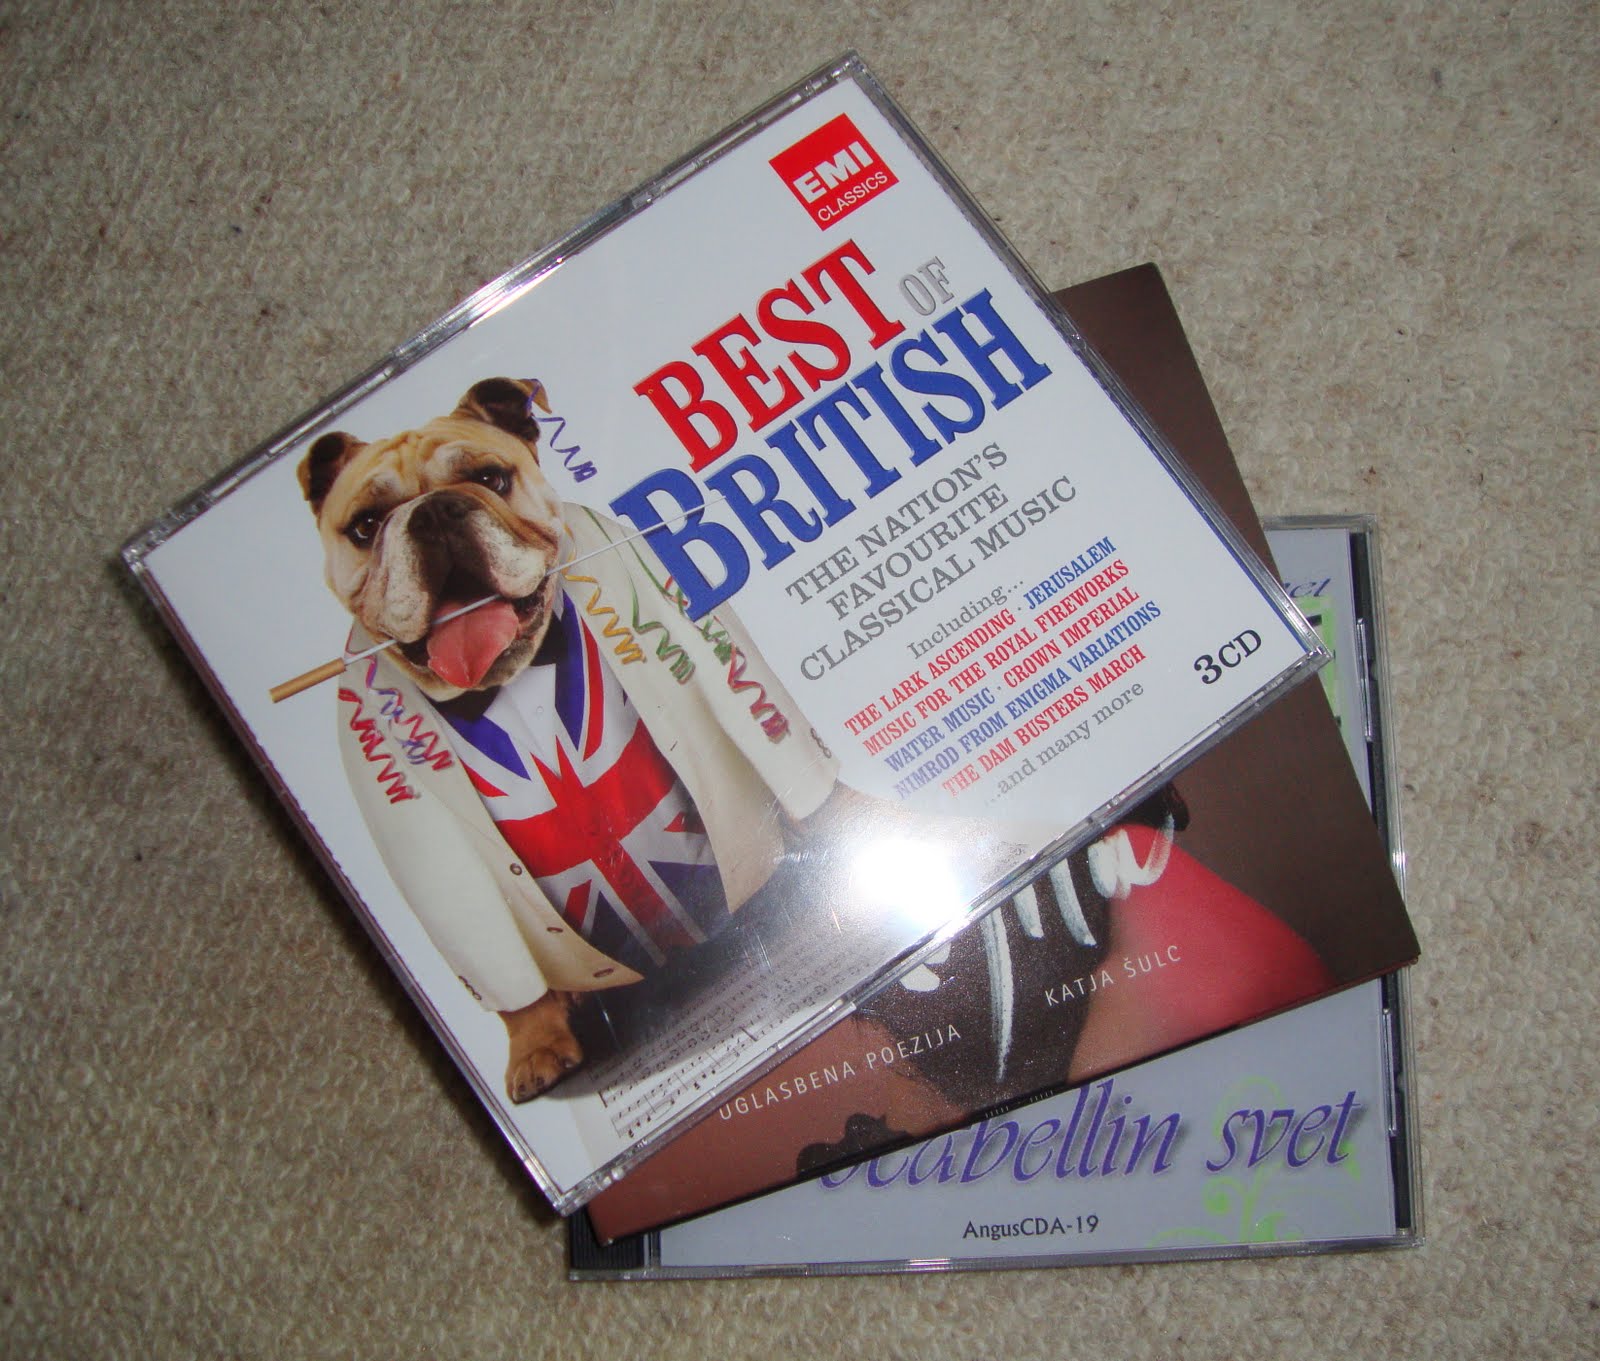 EMI
CLASSICS
BEST OF
BRITISH
THE NATION'S
FAVOURITE
CLASSICAL MUSIC
Including...
THE LARK ASCENDING · JERUSALEM
MUSIC FOR THE ROYAL FIREWORKS
WATER MUSIC · CROWN IMPERIAL
NIMROD FROM ENIGMA VARIATIONS
THE DAM BUSTERS MARCH
...and many more
3CD
UGLASBENA POEZIJA
KATJA ŠULC
svet
AngusCDA-19